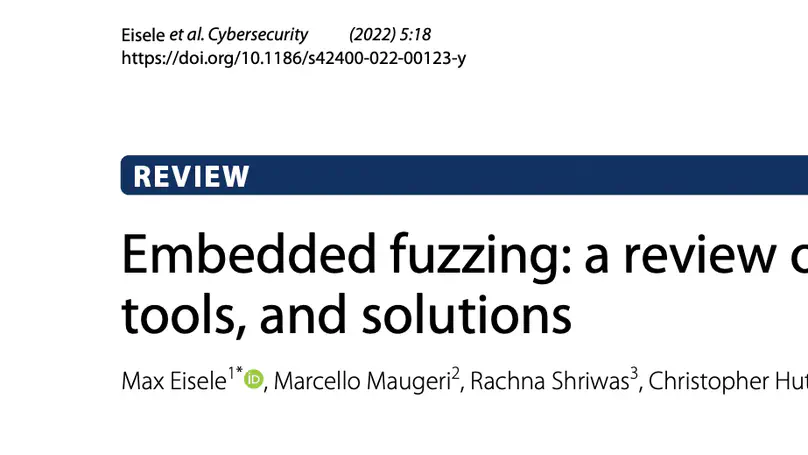 Eisele et al. Cybersecurity (2022) 5:18
https://doi.org/10.1186/s42400-022-00123-y
REVIEW
Embedded fuzzing: a review
tools, and solutions
Max Eisele1* iD, Marcello Maugeri2, Rachna Shriwas3, Christopher